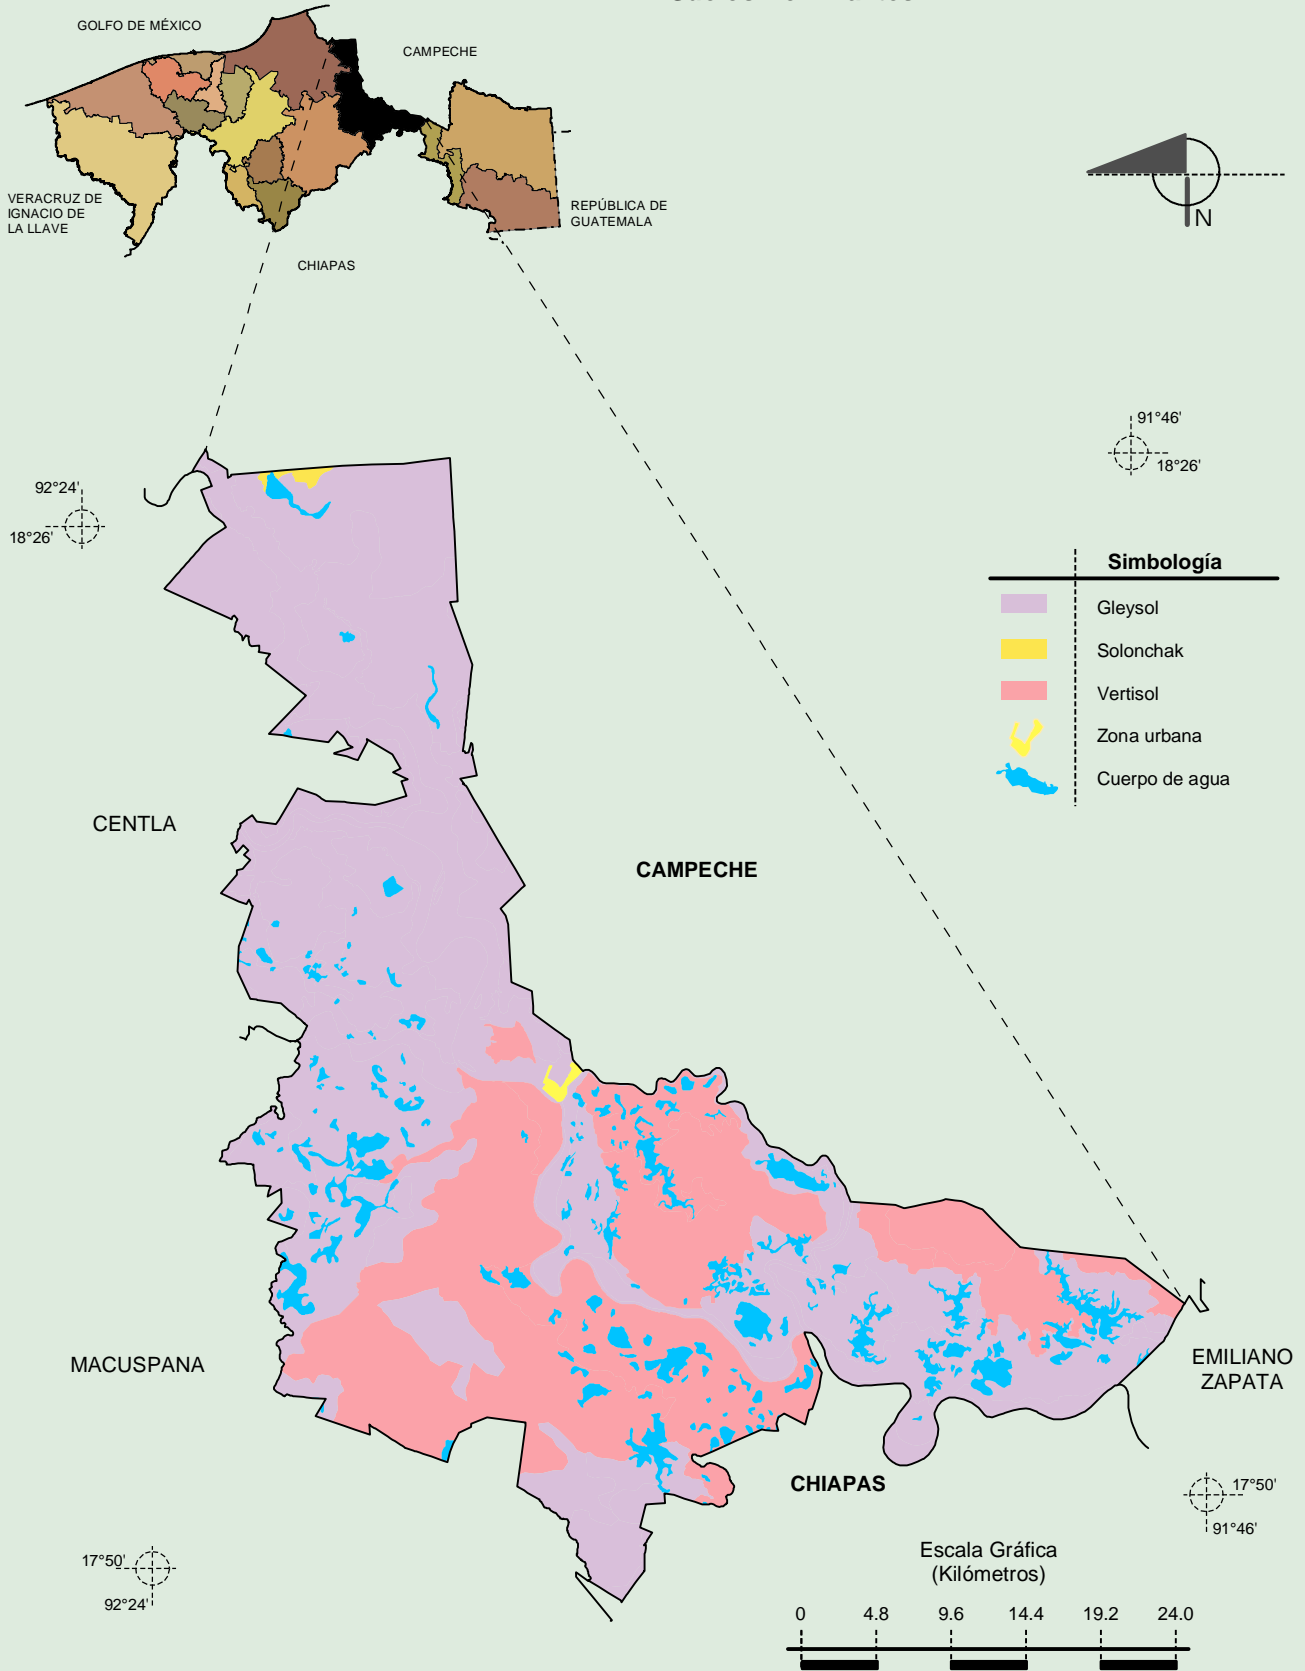 GOLFO DE MÉXICO
CAMPECHE
VERACRUZ DE
IGNACIO DE
LA LLAVE
REPÚBLICA DE
GUATEMALA
CHIAPAS
N
91°46'
18°26'
92°24'
18°26'
Simbología
Gleysol
Solonchak
Vertisol
Zona urbana
Cuerpo de agua
CENTLA
CAMPECHE
MACUSPANA
EMILIANO
ZAPATA
CHIAPAS
17°50'
91°46'
17°50'
92°24'
Escala Gráfica
(Kilómetros)
0 4.8 9.6 14.4 19.2 24.0